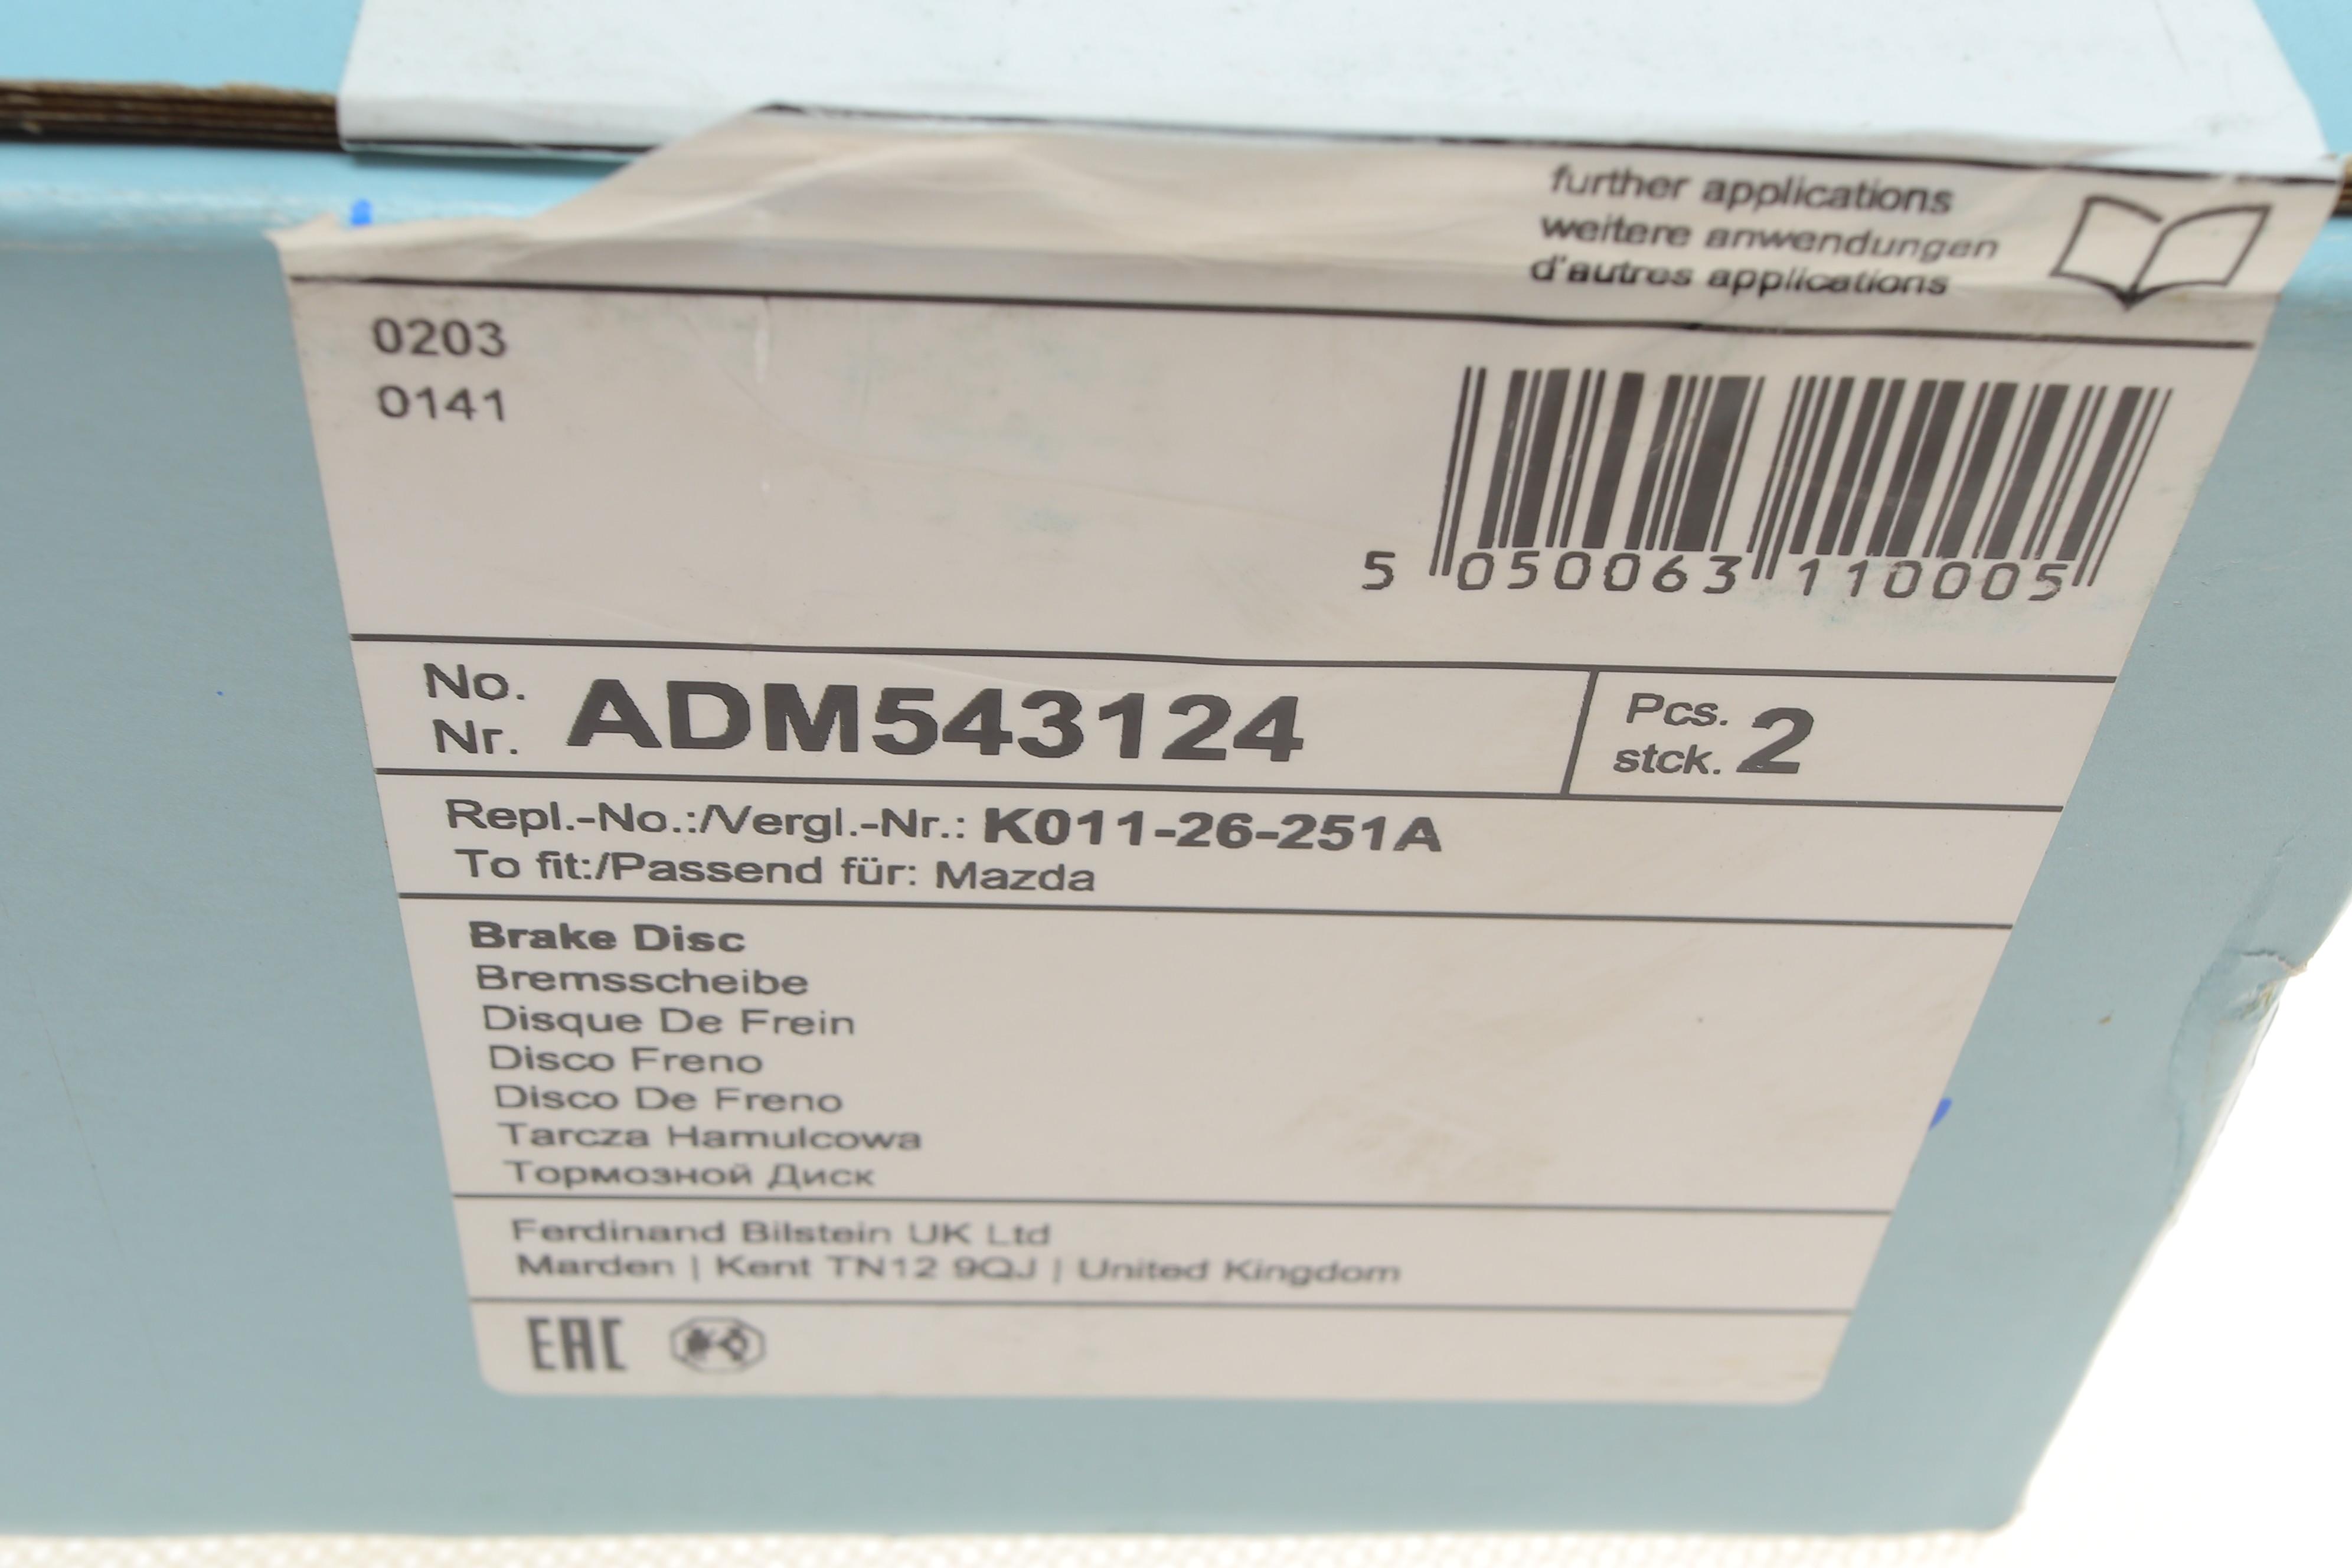 further applications
weitere anwendungen
d'autres applications
0203
0141
5 050063 110005
No.
Nr. ADM543124
Pcs.
stck. 2
Repl.-No.:/Vergl.-Nr.: K011-26-251A
To fit:/Passend für: Mazda
Brake Disc
Bremsscheibe
Disque De Frein
Disco Freno
Disco De Freno
Tarcza Hamulcowa
Тормозной Диск
Ferdinand Bilstein UK Ltd
Marden | Kent TN12 9QJ | United Kingdom
EAC